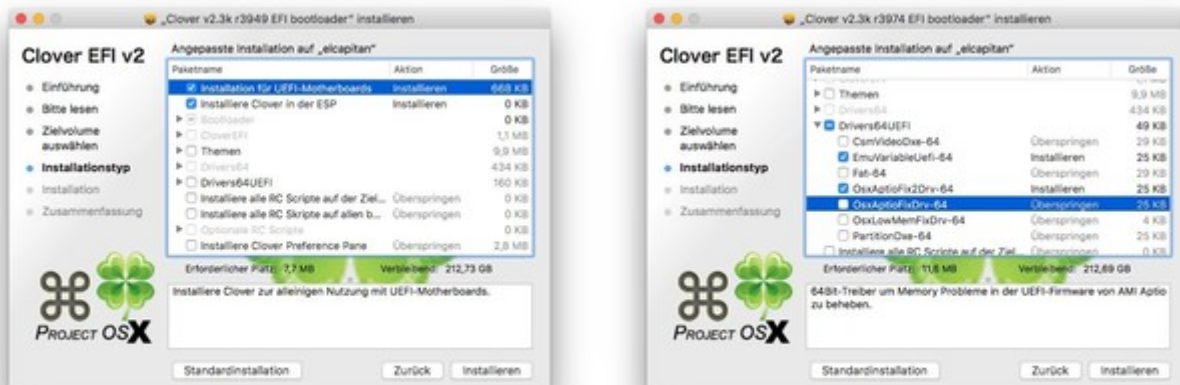 „Clover v2.3k r3949 EFI bootloader“ installieren
Clover EFI v2
Einführung
Bitte lesen
Zielvolume
auswählen
Installationstyp
Installation
Zusammenfassung
Angepasste Installation auf „elcapitan“
Paketname Aktion Größe
Installation für UEFI-Motherboards Installieren 668 KB
Installiere Clover in der ESP Installieren 0 KB
Bootloader 0 KB
CloverEFI 1,1 MB
Themen 9,9 MB
Drivers64 434 KB
Drivers64UEFI 160 KB
Installiere alle RC Scripte auf der Ziel... Überspringen 0 KB
Installiere alle RC Skripte auf allen b... Überspringen 0 KB
Optionale RC Scripte 0 KB
Installiere Clover Preference Pane Überspringen 2,8 MB
Erforderlicher Platz: 7,7 MB Verbleibend: 212,73 GB
Installiere Clover zur alleinigen Nutzung mit UEFI-Motherboards.
PROJECT OSX
Standardinstallation Zurück Installieren
„Clover v2.3k r3974 EFI bootloader“ installieren
Clover EFI v2
Einführung
Bitte lesen
Zielvolume
auswählen
Installationstyp
Installation
Zusammenfassung
Angepasste Installation auf „elcapitan“
Paketname Aktion Größe
Themen 9,9 MB
Drivers64 434 KB
Drivers64UEFI 49 KB
CsmVideoDxe-64 Überspringen 29 KB
EmuVariableUefi-64 Installieren 25 KB
Fat-64 Überspringen 29 KB
OsxAptioFix2Drv-64 Installieren 25 KB
OsxAptioFixDrv-64 Überspringen 25 KB
OsxLowMemFixDrv-64 Überspringen 4 KB
PartitionDxe-64 Überspringen 25 KB
Installiere alle RC Scripte auf der Ziel... Überspringen 0 KB
Erforderlicher Platz: 11,6 MB Verbleibend: 212,69 GB
64Bit-Treiber um Memory Probleme in der UEFI-Firmware von AMI Aptio
zu beheben.
PROJECT OSX
Standardinstallation Zurück Installieren